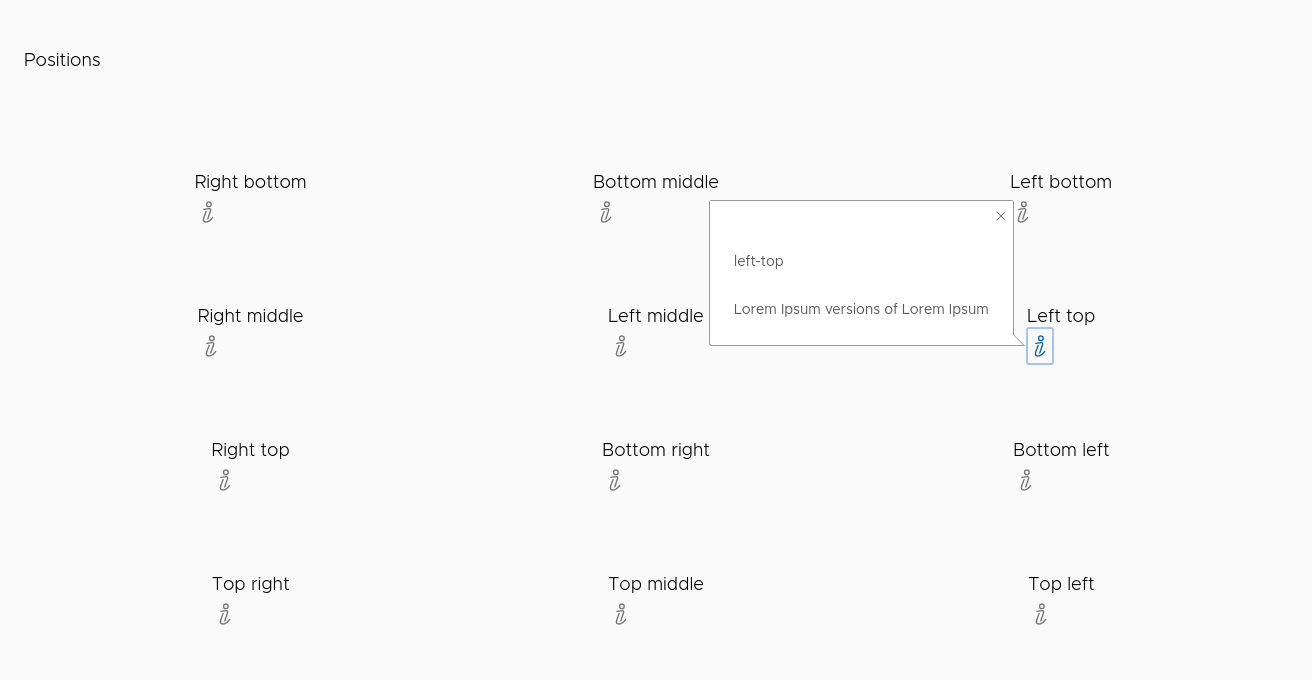 Positions
Right bottom
Bottom middle
Left bottom
left-top
Lorem Ipsum versions of Lorem Ipsum
Right middle
Left middle
Left top
Right top
Bottom right
Bottom left
Top right
Top middle
Top left